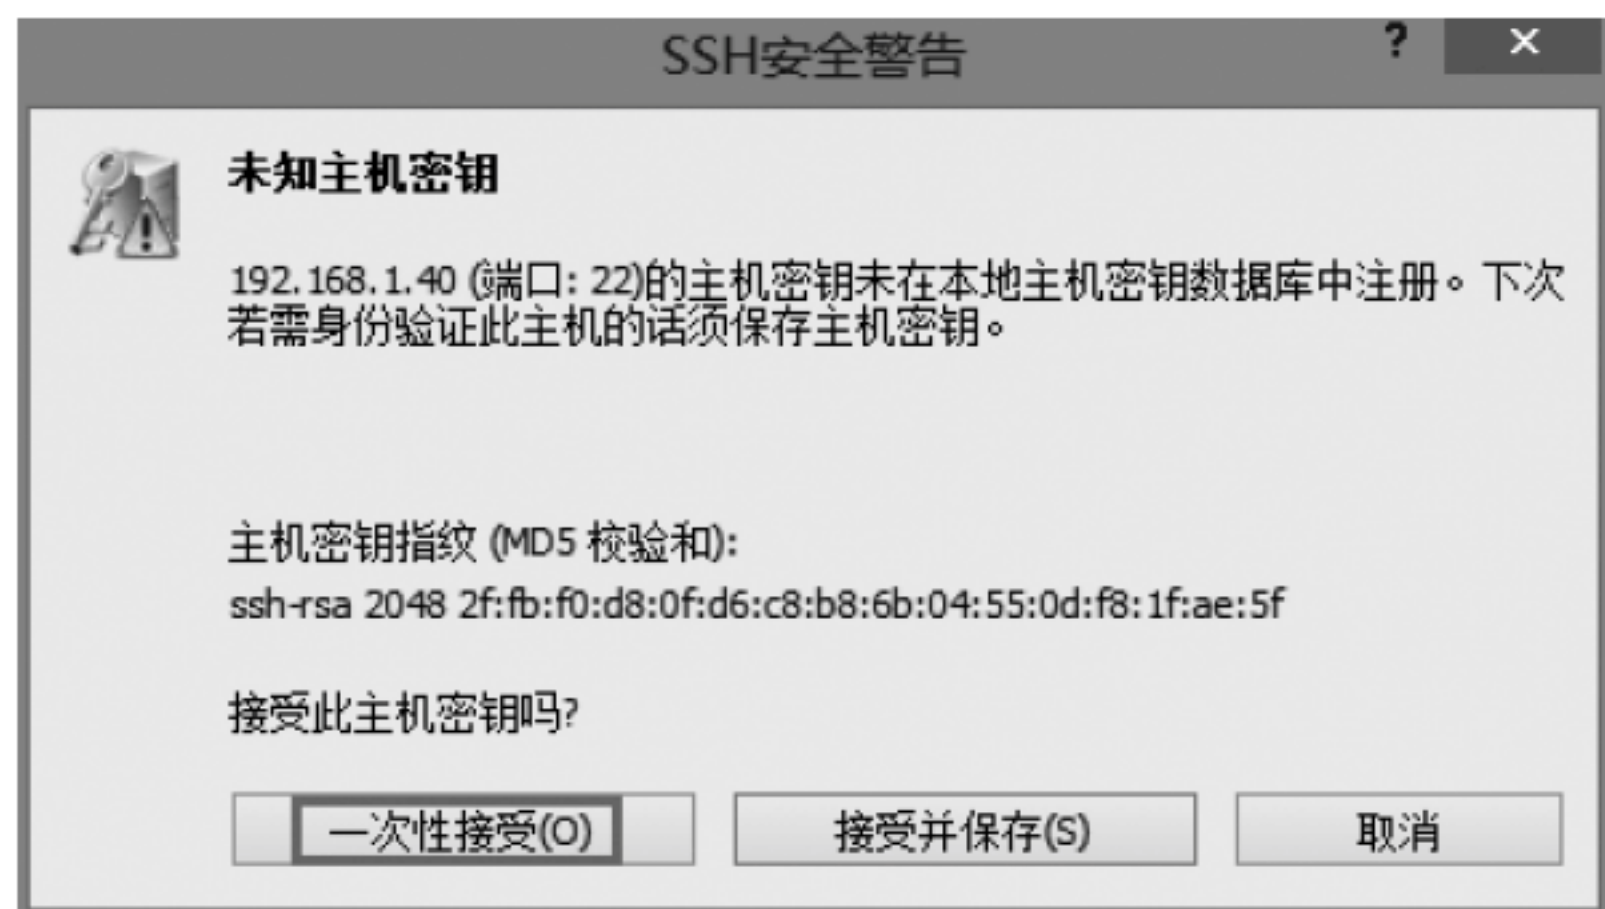 SSH安全警告
未知主机密钥
192.168.1.40 (端口: 22)的主机密钥未在本地主机密钥数据库中注册。下次
若需身份验证此主机的话须保存主机密钥。
主机密钥指纹 (MD5 校验和):
ssh-rsa 2048 2f:fb:f0:d8:0f:d6:c8:b8:6b:04:55:0d:f8:1f:ae:5f
接受此主机密钥吗?
一次性接受(O) 接受并保存(S) 取消